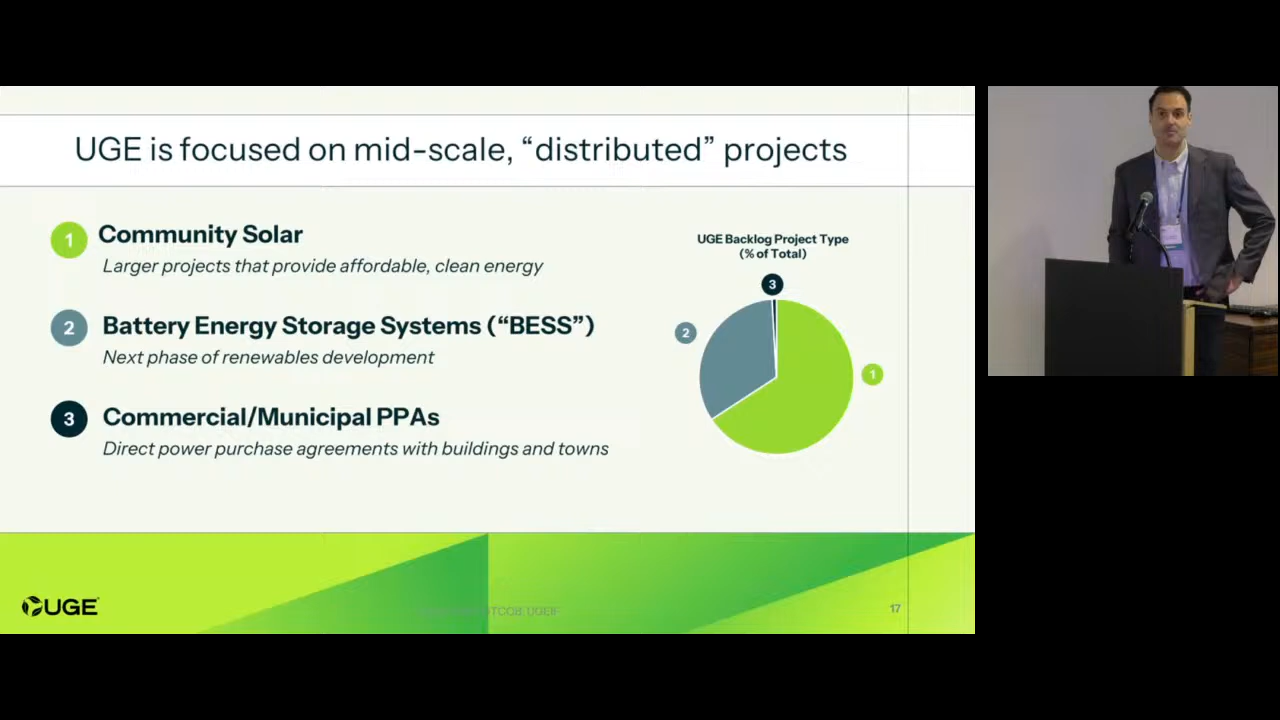 UGE is focused on mid-scale, “distributed” projects
1 Community Solar
Larger projects that provide affordable, clean energy
2 Battery Energy Storage Systems (“BESS”)
Next phase of renewables development
3 Commercial/Municipal PPAs
Direct power purchase agreements with buildings and towns
UGE Backlog Project Type
(% of Total)
3
2
1
UGE
17